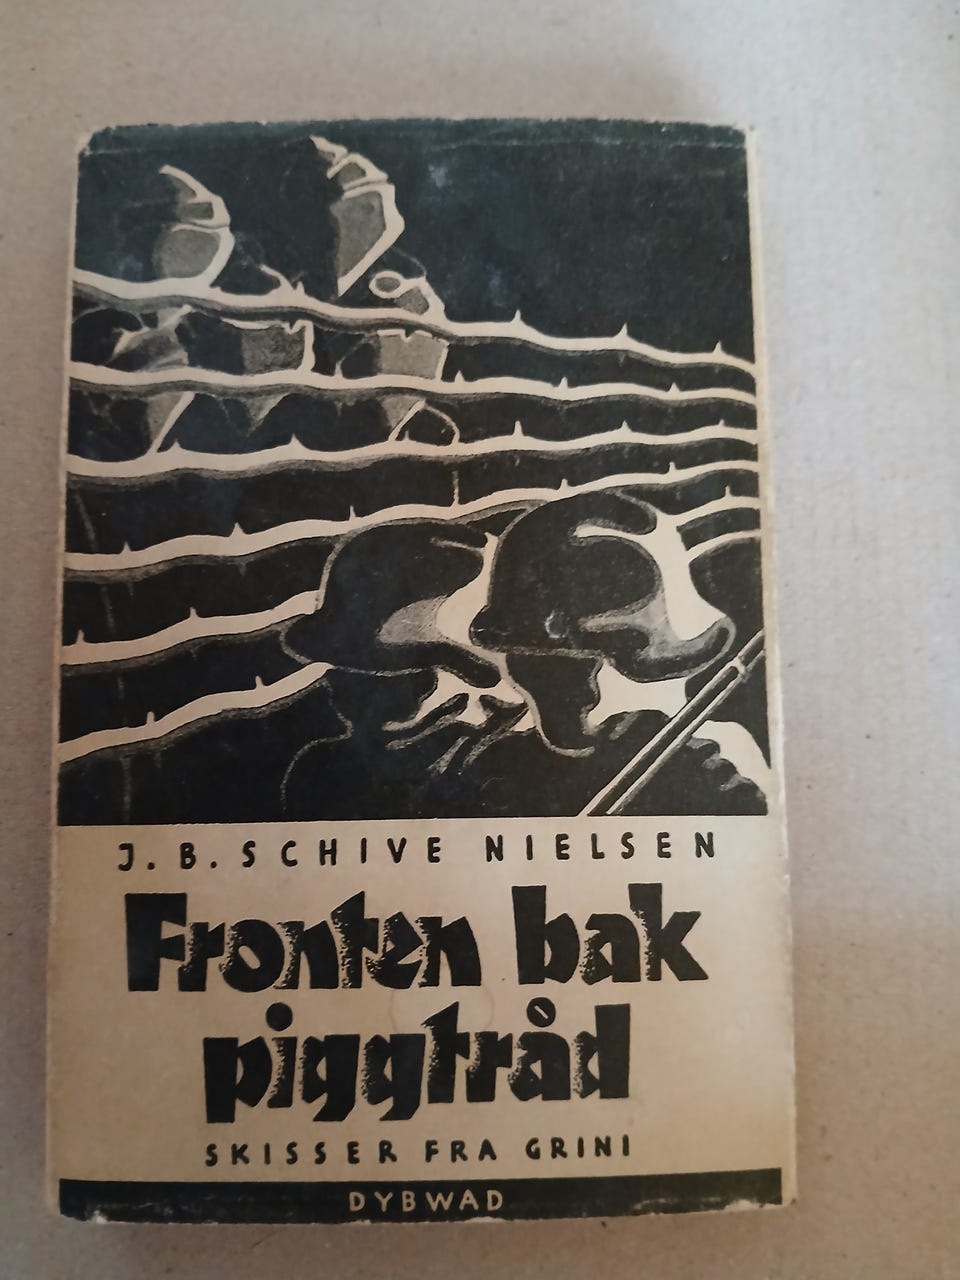 J. B. SCHIVE NIELSEN
Fronten bak
piggtråd
SKISSER FRA GRINI
DYBWAD